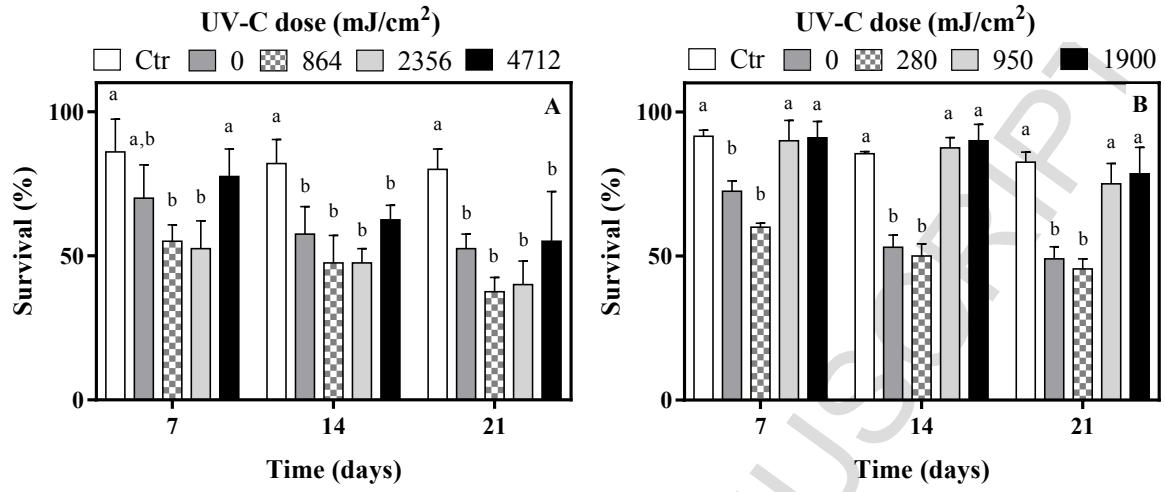 UV-C dose (mJ/cm²)
Ctr 0 864 2356 4712
A
a a,b b b a a b b b b a b b b b
100
50
0
Survival (%)
7 14 21
Time (days)
UV-C dose (mJ/cm²)
Ctr 0 280 950 1900
B
a b b a a a b b a a a b b a a
100
50
0
Survival (%)
7 14 21
Time (days)
USCRIPT